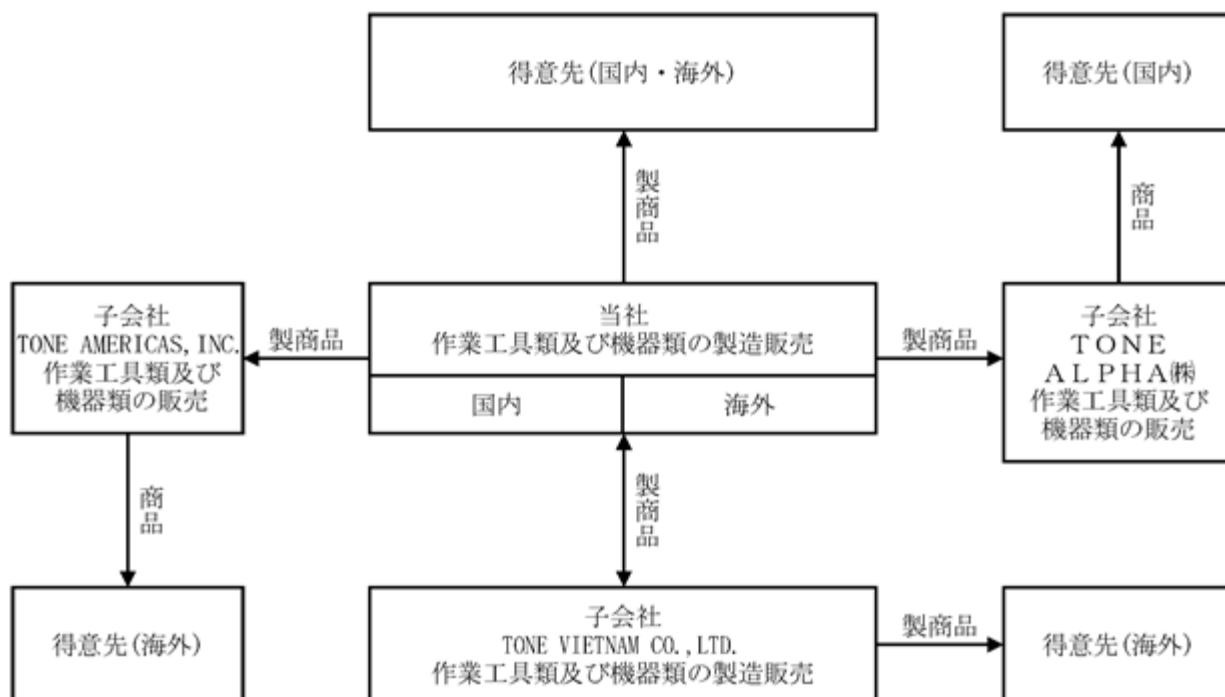 得意先(国内・海外)
得意先(国内)
製商品
商品
子会社
TONE AMERICAS,INC.
作業工具類及び
機器類の販売
製商品
当社
作業工具類及び機器類の製造販売
国内
海外
製商品
子会社
TONE
ALPHA㈱
作業工具類及び
機器類の販売
商品
製商品
得意先(海外)
子会社
TONE VIETNAM CO.,LTD.
作業工具類及び機器類の製造販売
製商品
得意先(海外)